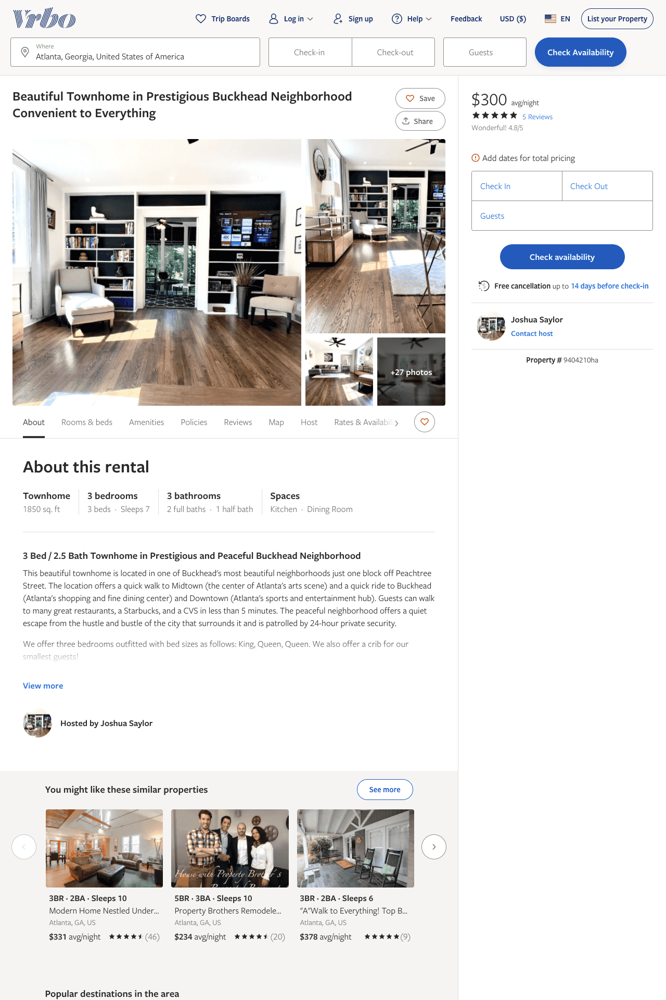 Vrbo
Trip Boards
Log in
Sign up
Help
Feedback
USD ($)
EN
List your Property
Where
Atlanta, Georgia, United States of America
Check-in
Check-out
Guests
Check Availability
Beautiful Townhome in Prestigious Buckhead Neighborhood
Convenient to Everything
Save
Share
+27 photos
$300 avg/night
5 Reviews
Wonderful! 4.8/5
Add dates for total pricing
Check In
Check Out
Guests
Check availability
Free cancellation up to 14 days before check-in
Joshua Saylor
Contact host
Property # 9404210ha
About
Rooms & beds
Amenities
Policies
Reviews
Map
Host
Rates & Availabili
About this rental
Townhome
1850 sq. ft
3 bedrooms
3 beds · Sleeps 7
3 bathrooms
2 full baths · 1 half bath
Spaces
Kitchen · Dining Room
3 Bed / 2.5 Bath Townhome in Prestigious and Peaceful Buckhead Neighborhood
This beautiful townhome is located in one of Buckhead's most beautiful neighborhoods just one block off Peachtree
Street. The location offers a quick walk to Midtown (the center of Atlanta's arts scene) and a quick ride to Buckhead
(Atlanta's shopping and fine dining center) and Downtown (Atlanta's sports and entertainment hub). Guests can walk
to many great restaurants, a Starbucks, and a CVS in less than 5 minutes. The peaceful neighborhood offers a quiet
escape from the hustle and bustle of the city that surrounds it and is patrolled by 24-hour private security.
We offer three bedrooms outfitted with bed sizes as follows: King, Queen, Queen. We also offer a crib for our
smallest guests!
View more
Hosted by Joshua Saylor
You might like these similar properties
See more
House with Property Brother's
3BR · 2BA · Sleeps 10
Modern Home Nestled Under...
Atlanta, GA, US
$331 avg/night
(46)
5BR · 3BA · Sleeps 10
Property Brothers Remodele...
Atlanta, GA, US
$234 avg/night
(20)
3BR · 2BA · Sleeps 6
"A"Walk to Everything! Top B...
Atlanta, GA, US
$378 avg/night
(9)
Popular destinations in the area